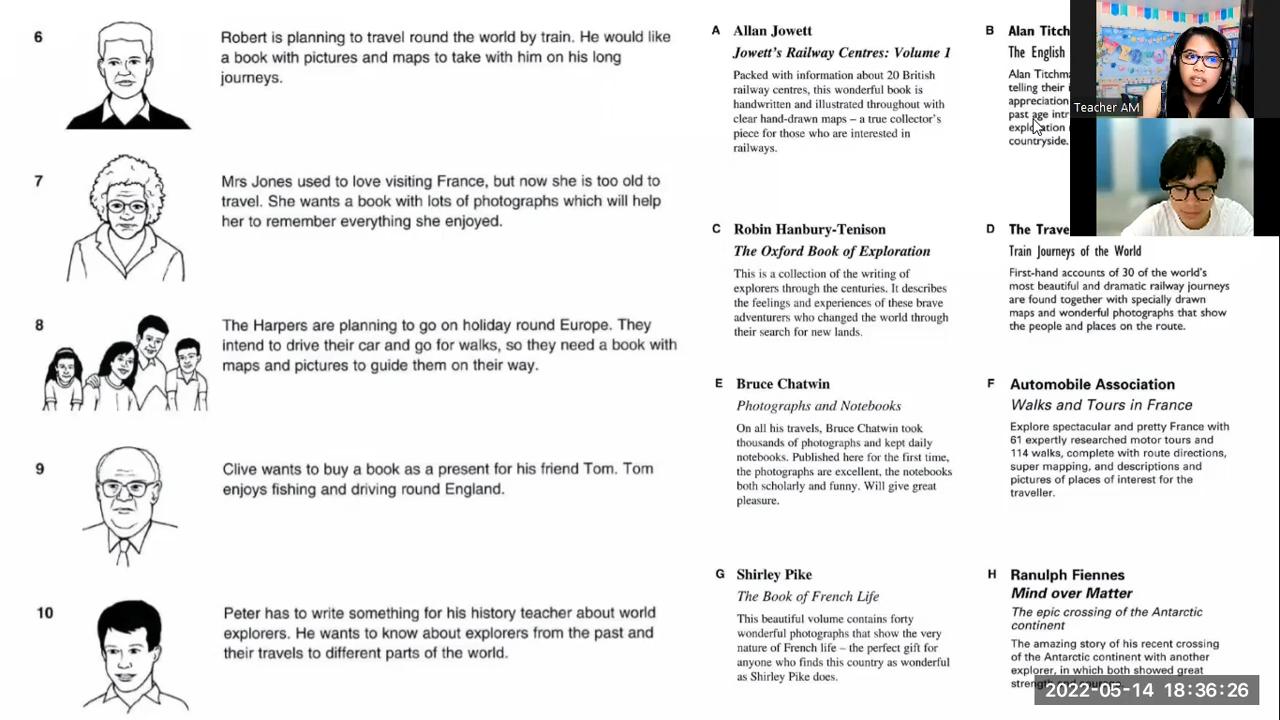 6
Robert is planning to travel round the world by train. He would like
a book with pictures and maps to take with him on his long
journeys.
7
Mrs Jones used to love visiting France, but now she is too old to
travel. She wants a book with lots of photographs which will help
her to remember everything she enjoyed.
8
The Harpers are planning to go on holiday round Europe. They
intend to drive their car and go for walks, so they need a book with
maps and pictures to guide them on their way.
9
Clive wants to buy a book as a present for his friend Tom. Tom
enjoys fishing and driving round England.
10
Peter has to write something for his history teacher about world
explorers. He wants to know about explorers from the past and
their travels to different parts of the world.
A Allan Jowett
Jowett's Railway Centres: Volume 1
Packed with information about 20 British
railway centres, this wonderful book is
handwritten and illustrated throughout with
clear hand-drawn maps – a true collector's
piece for those who are interested in
railways.
B Alan
The English
Alan
telling their
appreciation
past age
countryside.
C Robin Hanbury-Tenison
The Oxford Book of Exploration
This is a collection of the writing of
explorers through the centuries. It describes
the feelings and experiences of these brave
adventurers who changed the world through
their search for new lands.
D The
Train Journeys of the World
First-hand accounts of 30 of the world's
most beautiful and dramatic railway journeys
are found together with specially drawn
maps and wonderful photographs that show
the people and places on the route.
E Bruce Chatwin
Photographs and Notebooks
On all his travels, Bruce Chatwin took
thousands of photographs and kept daily
notebooks. Published here for the first time,
the photographs are excellent, the notebooks
both scholarly and funny. Will give great
pleasure.
F Automobile Association
Walks and Tours in France
Explore spectacular and pretty France with
61 expertly researched motor tours and
114 walks, complete with route directions,
super mapping, and descriptions and
pictures of places of interest for the
traveller.
G Shirley Pike
The Book of French Life
This beautiful volume contains forty
wonderful photographs that show the very
nature of French life – the perfect gift for
anyone who finds this country as wonderful
as Shirley Pike does.
H Ranulph Fiennes
Mind over Matter
The epic crossing of the Antarctic
continent
The amazing story of his recent crossing
of the Antarctic continent with another
explorer, in which both showed great
Teacher AM
2022-05-14 18:36:26